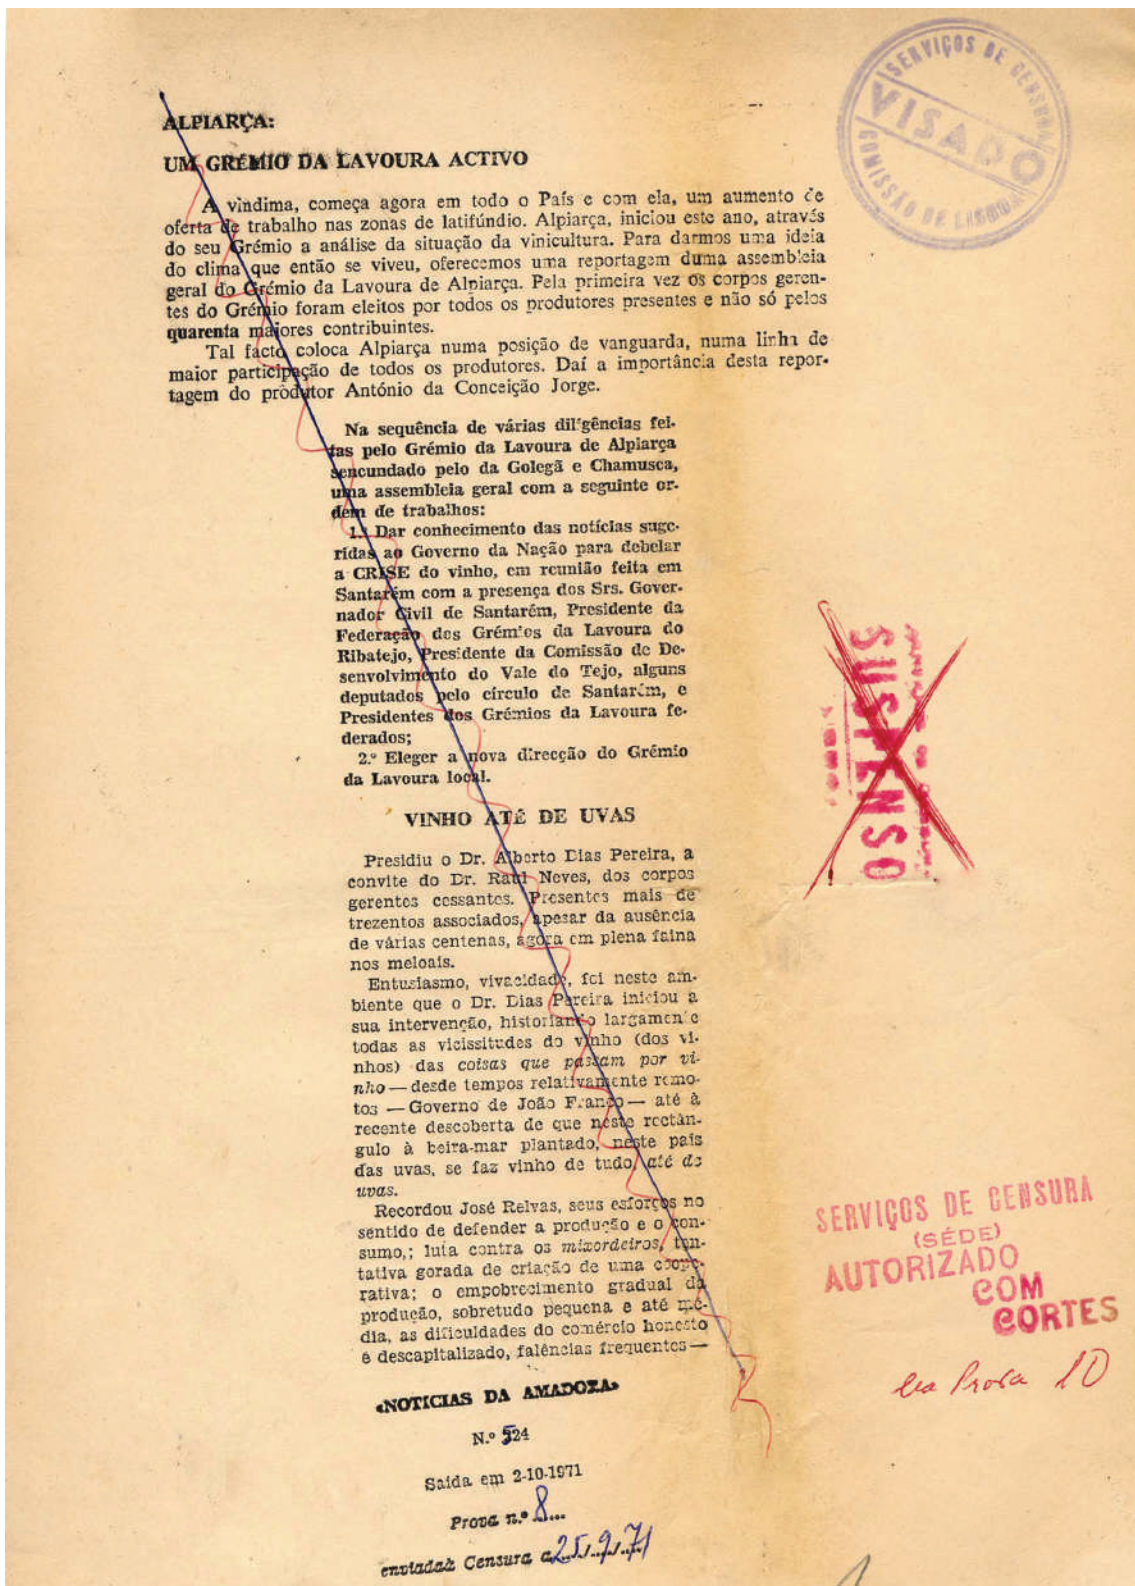 SERVIÇOS DE CENSURA
VISADO
COMISSÃO DE LISBOA
ALPIARÇA:
UM GRÉMIO DA LAVOURA ACTIVO
A vindima, começa agora em todo o País e com ela, um aumento de
oferta de trabalho nas zonas de latifúndio. Alpiarça, iniciou este ano, através
do seu Grémio a análise da situação da vinicultura. Para darmos uma ideia
do clima que então se viveu, oferecemos uma reportagem duma assembleia
geral do Grémio da Lavoura de Alpiarça. Pela primeira vez os corpos geren-
tes do Grémio foram eleitos por todos os produtores presentes e não só pelos
quarenta maiores contribuintes.
Tal facto coloca Alpiarça numa posição de vanguarda, numa linha de
maior participação de todos os produtores. Daí a importância desta repor-
tagem do produtor António da Conceição Jorge.
Na sequência de várias diligências fei-
tas pelo Grémio da Lavoura de Alpiarça
sencundado pelo da Golegã e Chamusca,
uma assembleia geral com a seguinte or-
dem de trabalhos:
1.º Dar conhecimento das notícias suge-
ridas ao Governo da Nação para debelar
a CRISE do vinho, em reunião feita em
Santarém com a presença dos Srs. Gover-
nador Civil de Santarém, Presidente da
Federação dos Grémios da Lavoura do
Ribatejo, Presidente da Comissão de De-
senvolvimento do Vale do Tejo, alguns
deputados pelo círculo de Santarém, e
Presidentes dos Grémios da Lavoura fe-
derados;
2.º Eleger a nova direcção do Grémio
da Lavoura local.
SUSPENSO
VINHO ATÉ DE UVAS
Presidiu o Dr. Alberto Dias Pereira, a
convite do Dr. Raul Neves, dos corpos
gerentes cessantes. Presentes mais de
trezentos associados, apesar da ausência
de várias centenas, agora em plena faina
nos meloais.
Entusiasmo, vivacidade, foi neste am-
biente que o Dr. Dias Pereira iniciou a
sua intervenção, historiando largamente
todas as vicissitudes do vinho (dos vi-
nhos) das coisas que passam por vi-
nho — desde tempos relativamente remo-
tos — Governo de João Franco — até à
recente descoberta de que neste rectân-
gulo à beira-mar plantado, neste país
das uvas, se faz vinho de tudo, até de
uvas.
Recordou José Relvas, seus esforços no
sentido de defender a produção e o con-
sumo,; luta contra os mixordeiros, ten-
tativa gorada de criação de uma coope-
rativa; o empobrecimento gradual da
produção, sobretudo pequena e até mé-
dia, as dificuldades do comércio honesto
e descapitalizado, falências frequentes —
SERVIÇOS DE CENSURA
(SÉDE)
AUTORIZADO
COM
CORTES
Prova 10
«NOTICIAS DA AMADORA»
N.º 524
Saída em 2-10-1971
Prova n.º 8...
enviada à Censura a 25/9/71